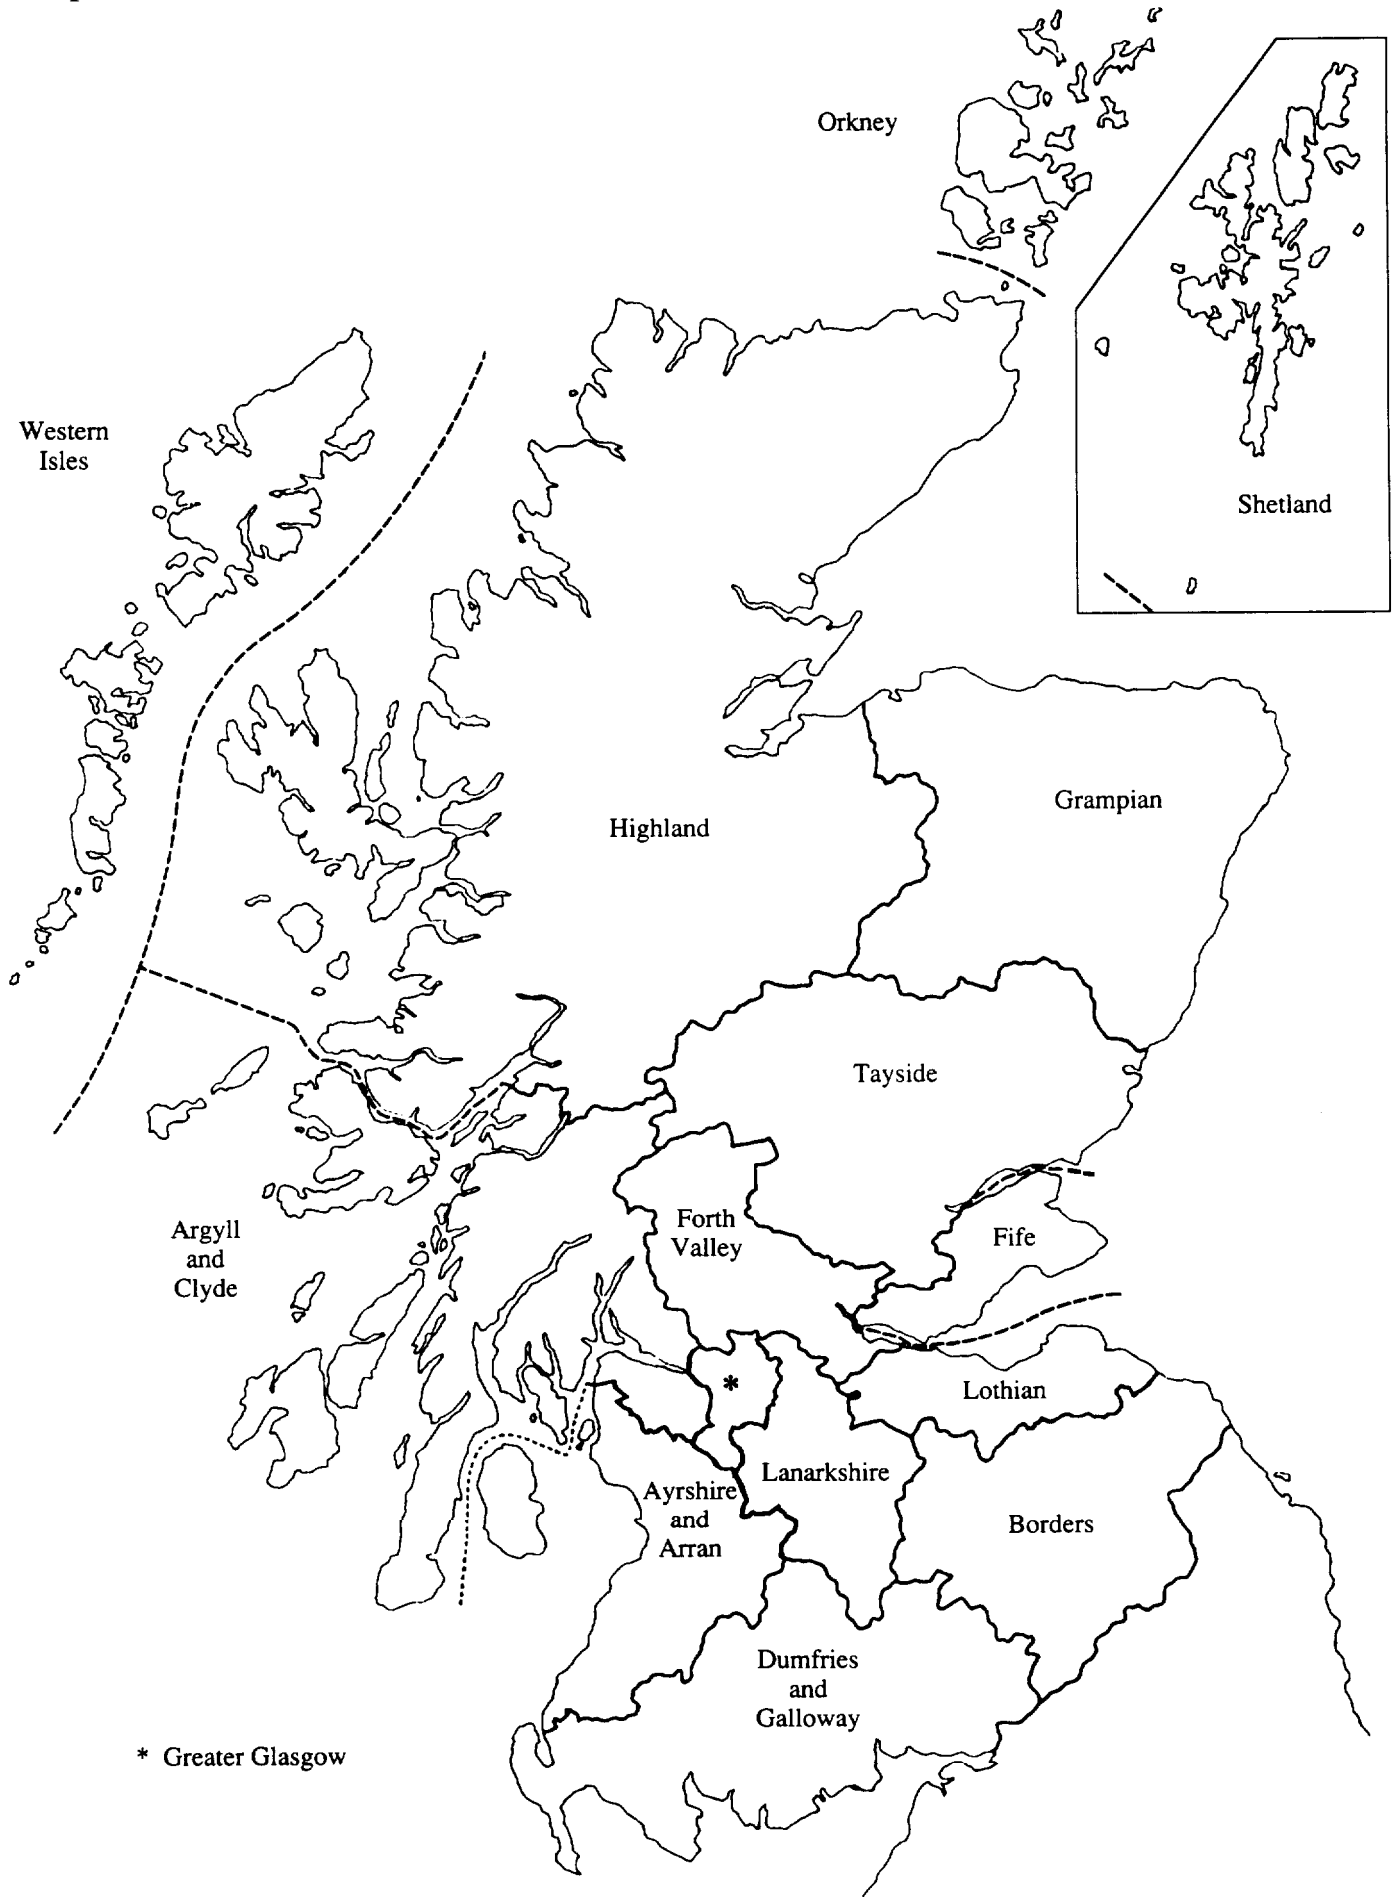 Orkney
Western
Isles
Shetland
Grampian
Highland
Tayside
Argyll
and
Clyde
Forth
Valley
Fife
*
Lothian
Lanarkshire
Ayrshire
and
Arran
Borders
Dumfries
and
Galloway
* Greater Glasgow